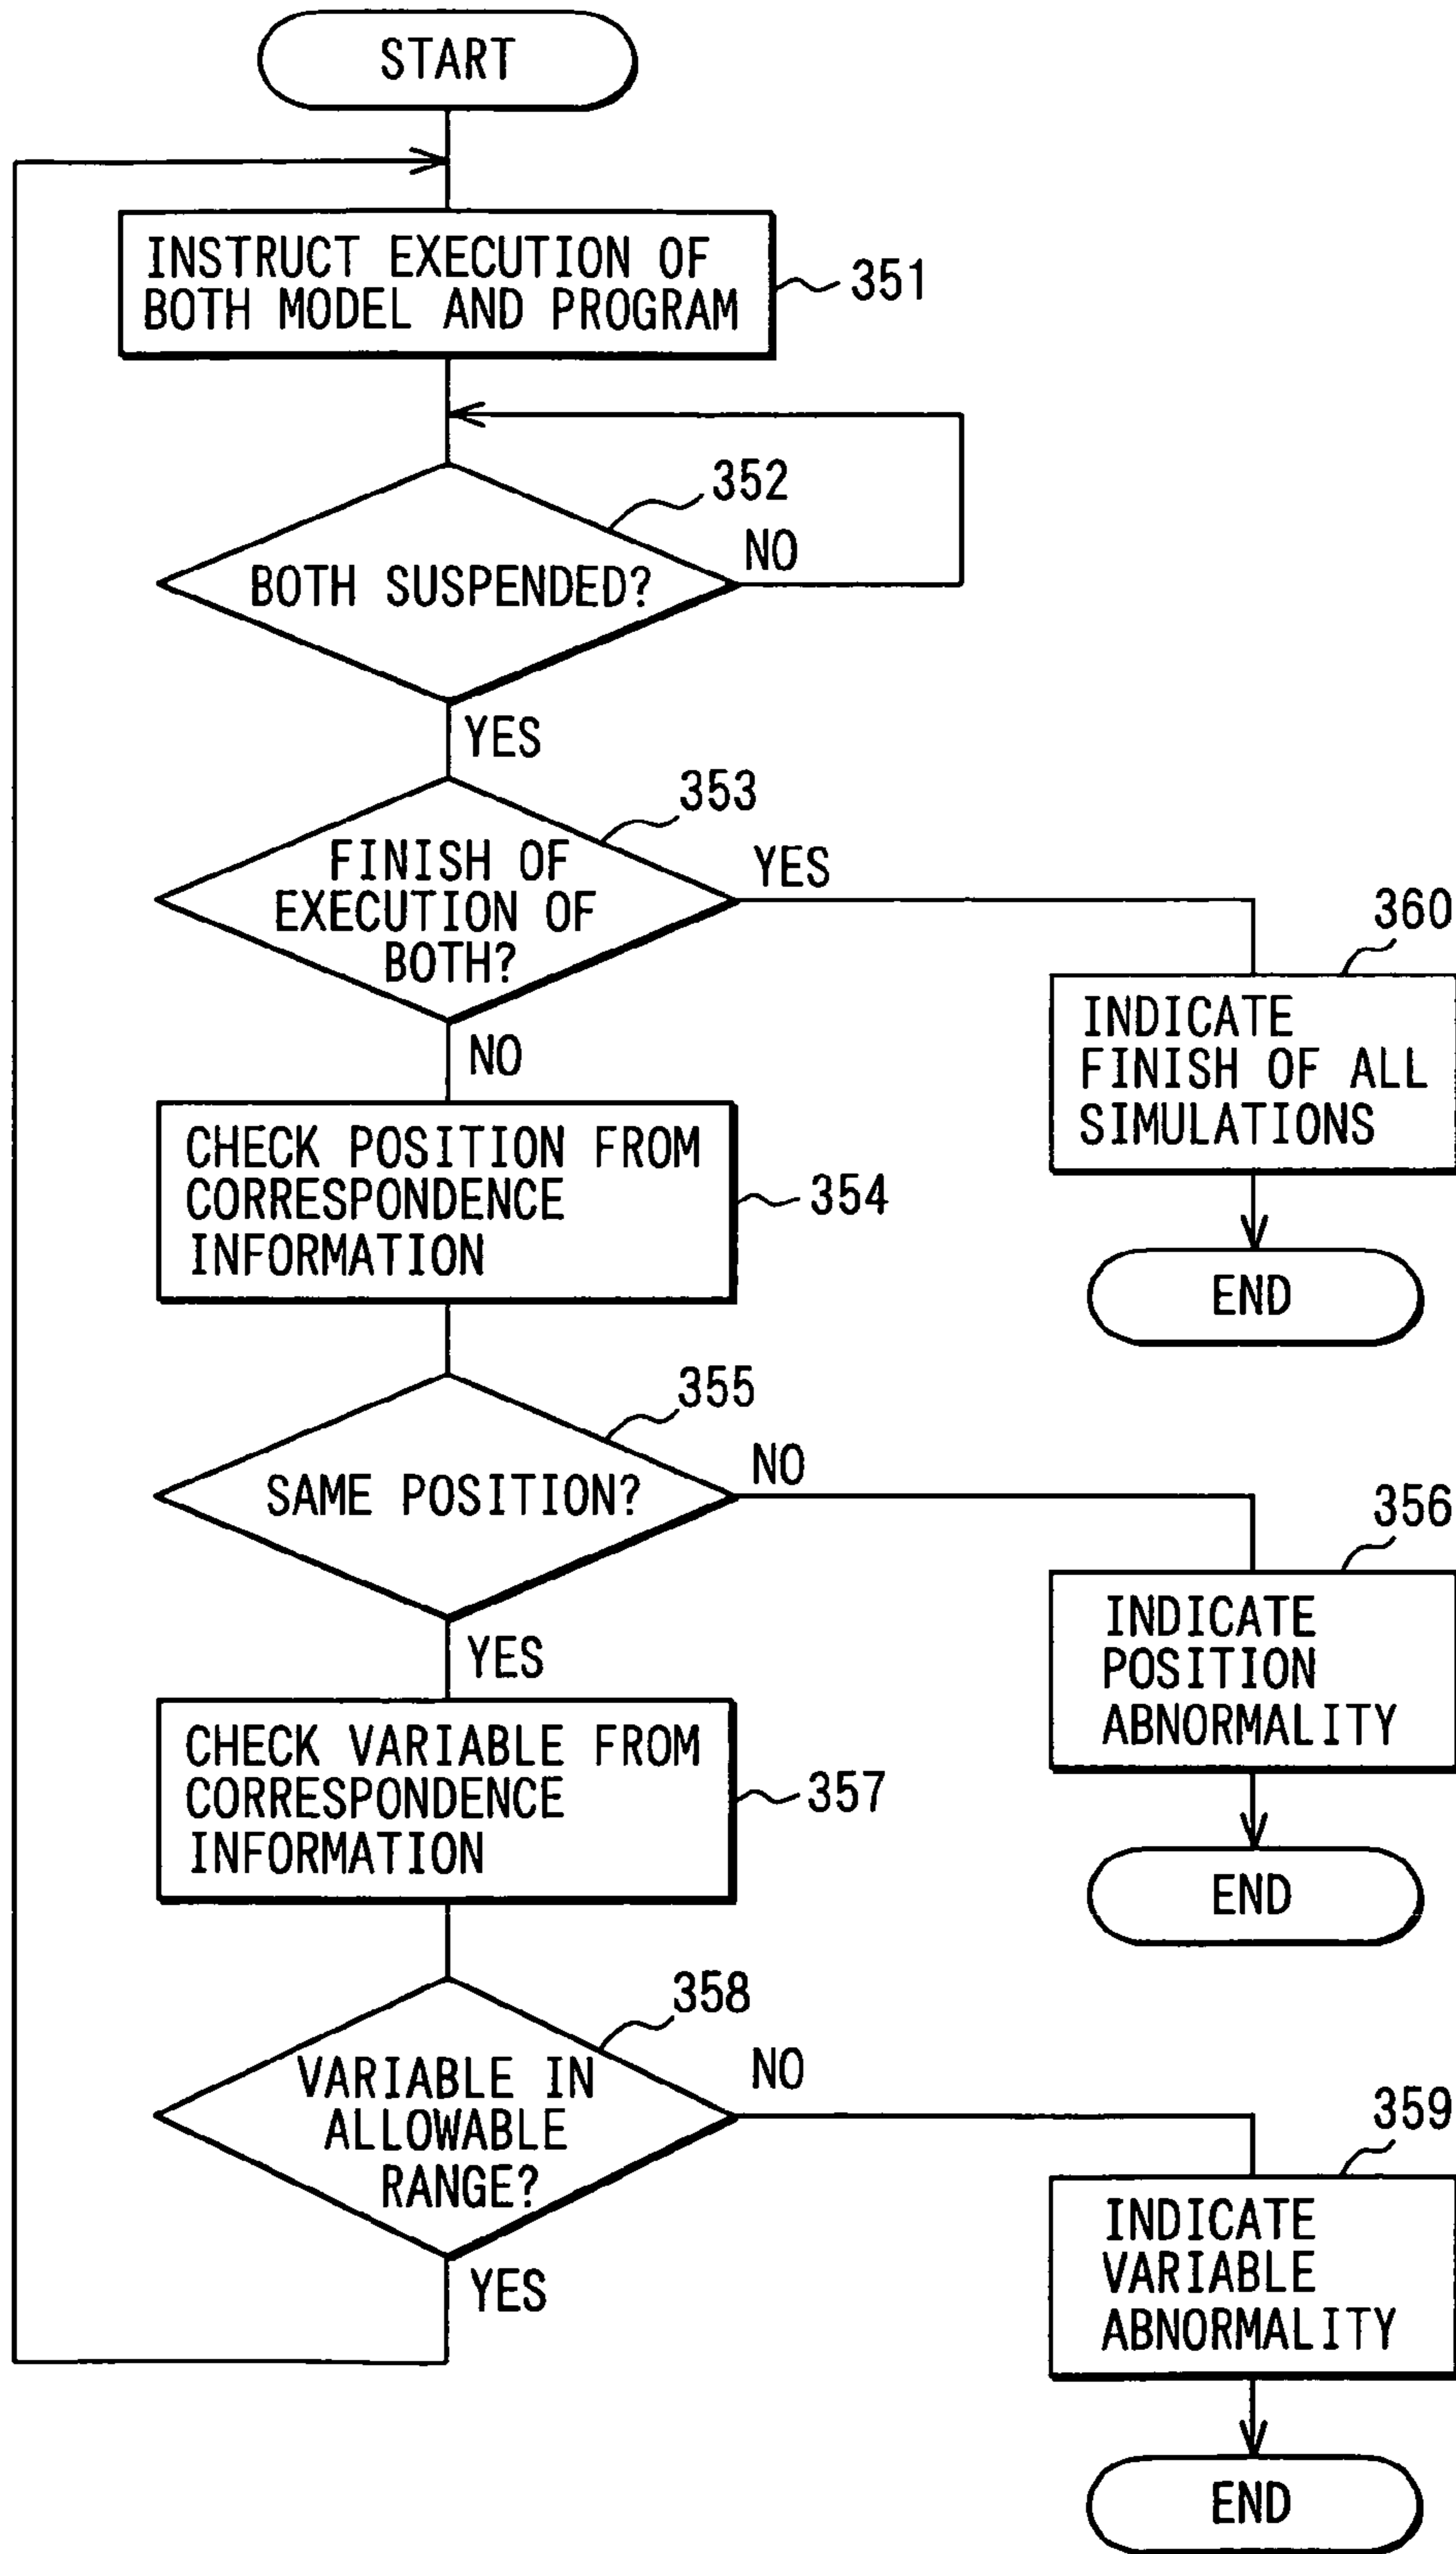 START
INSTRUCT EXECUTION OF
BOTH MODEL AND PROGRAM
351
352
NO
BOTH SUSPENDED?
YES
353
FINISH OF
EXECUTION OF
BOTH?
YES
360
INDICATE
FINISH OF ALL
SIMULATIONS
END
NO
CHECK POSITION FROM
CORRESPONDENCE
INFORMATION
354
355
SAME POSITION?
NO
356
INDICATE
POSITION
ABNORMALITY
END
YES
CHECK VARIABLE FROM
CORRESPONDENCE
INFORMATION
357
358
VARIABLE IN
ALLOWABLE
RANGE?
NO
359
INDICATE
VARIABLE
ABNORMALITY
END
YES